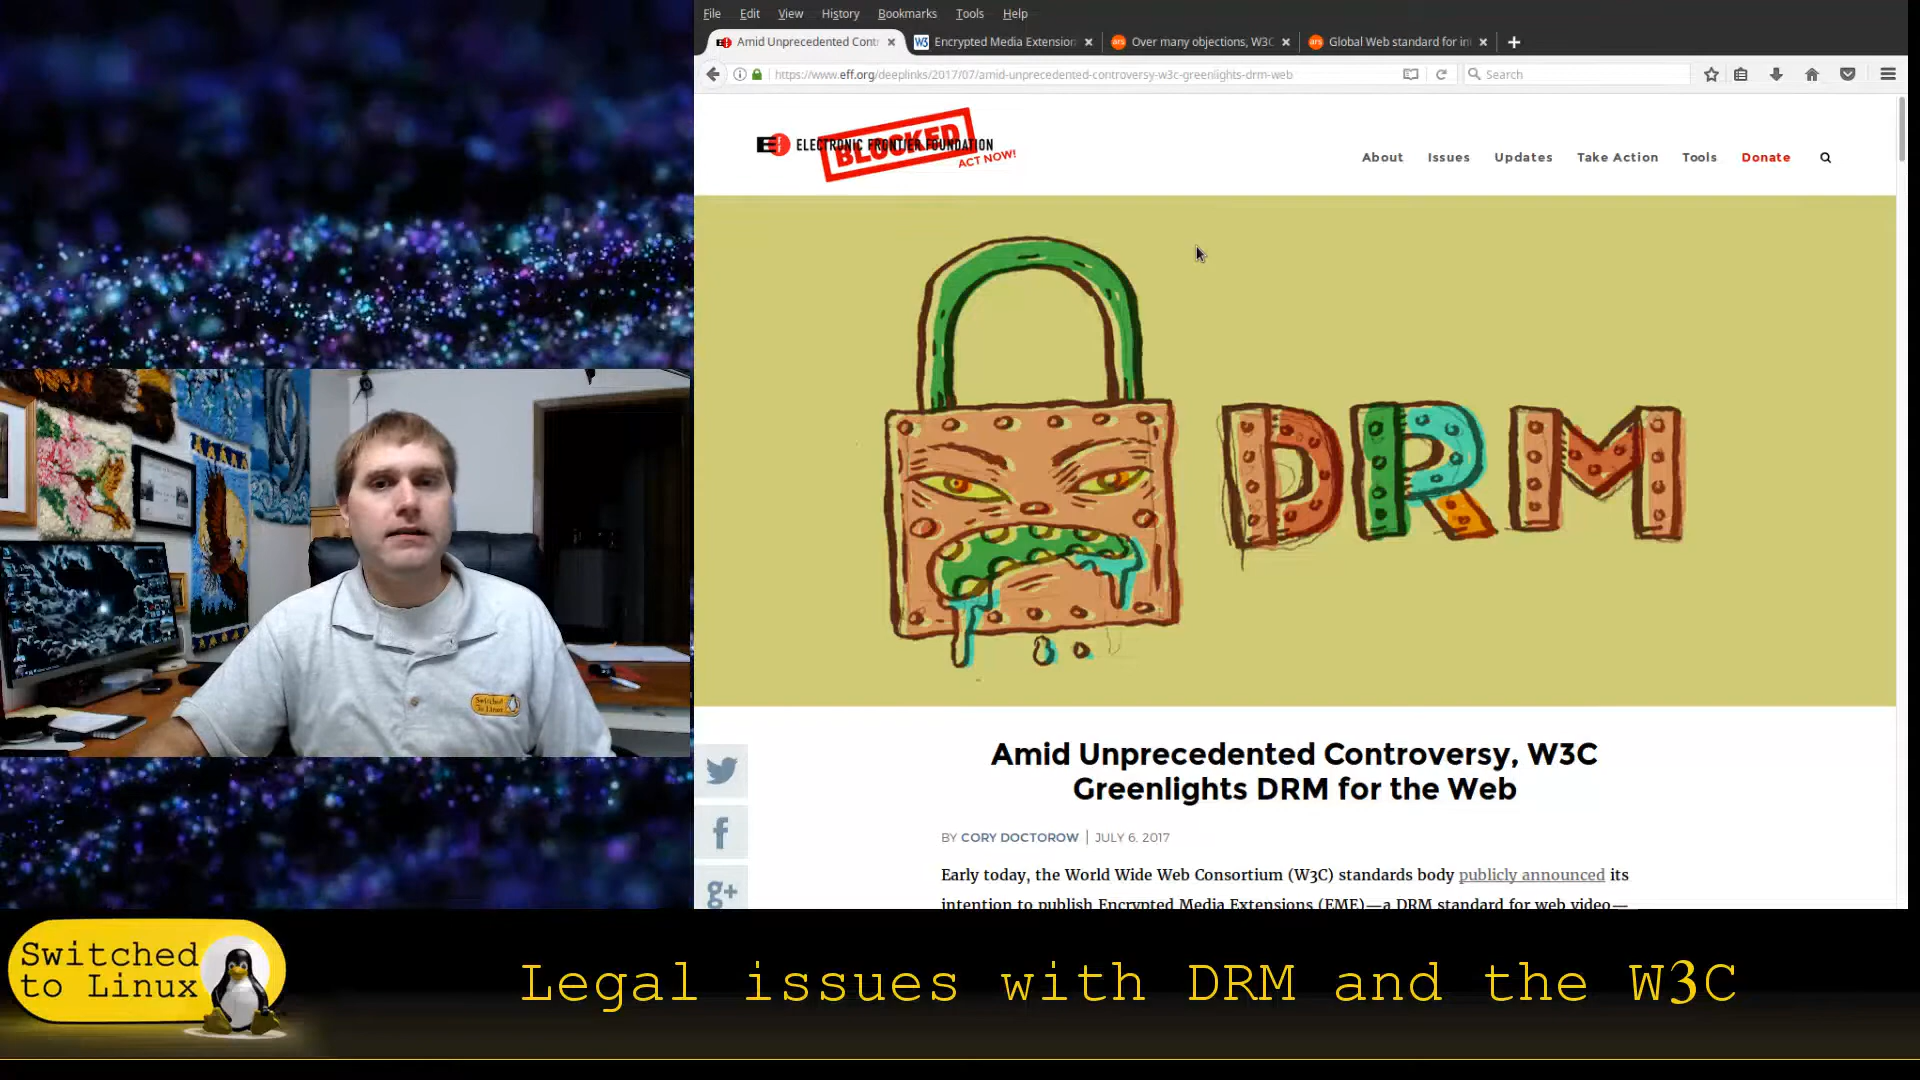 File Edit View History Bookmarks Tools Help
Amid Unprecedented Cont
Encrypted Media Extension
Over many objections, W3C
Global Web standard for in
https://www.eff.org/deeplinks/2017/07/amid-unprecedented-controversy-w3c-greenlights-drm-web
Search
ELECTRONIC FRONTIER FOUNDATION
BLOCKED
ACT NOW!
About Issues Updates Take Action Tools Donate
DRM
Amid Unprecedented Controversy, W3C
Greenlights DRM for the Web
BY CORY DOCTOROW | JULY 6, 2017
Early today, the World Wide Web Consortium (W3C) standards body publicly announced its
intention to publish Encrypted Media Extensions (EME)—a DRM standard for web video—
Switched
To Linux
Switched
to Linux
Legal issues with DRM and the W3C